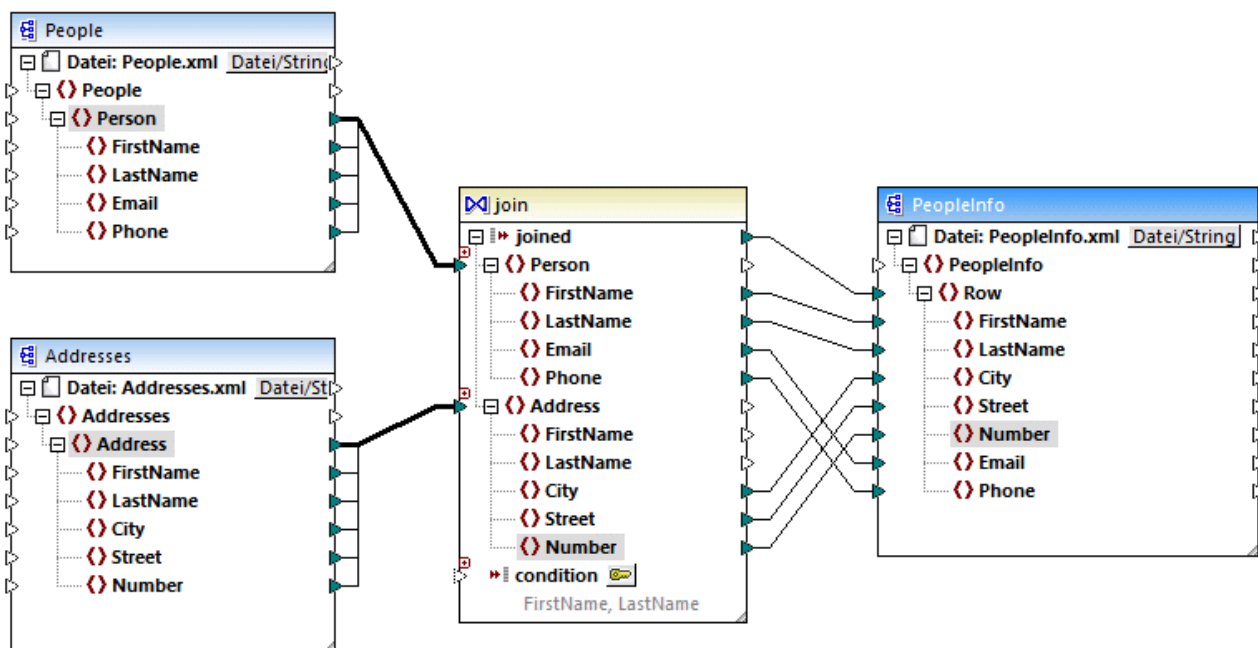 People
Datei: People.xml Datei/String
People
Person
FirstName
LastName
Email
Phone
Addresses
Datei: Addresses.xml Datei/St
Addresses
Address
FirstName
LastName
City
Street
Number
join
joined
Person
FirstName
LastName
Email
Phone
Address
FirstName
LastName
City
Street
Number
condition
FirstName, LastName
PeopleInfo
Datei: PeopleInfo.xml Datei/String
PeopleInfo
Row
FirstName
LastName
City
Street
Number
Email
Phone